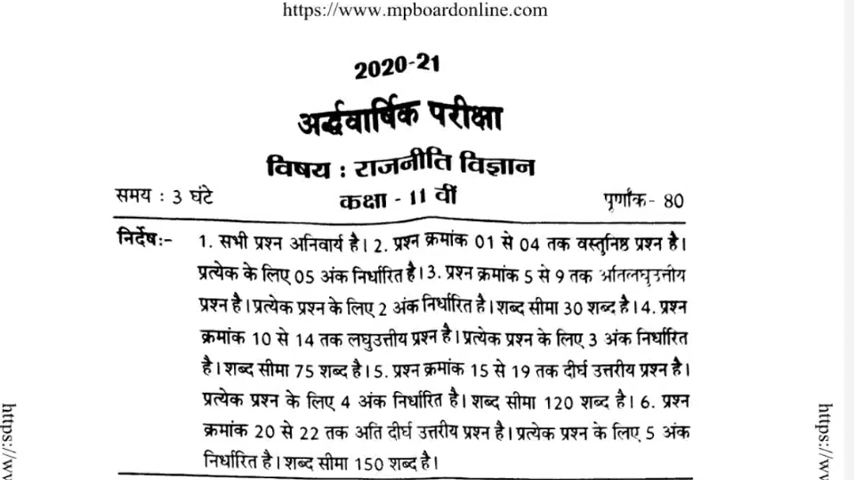 https://www.mpboardonline.com
2020-21
अर्द्धवार्षिक परीक्षा
विषय : राजनीति विज्ञान
समय : 3 घंटे कक्षा - 11 वीं पूर्णांक- 80
निर्देष:- 1. सभी प्रश्न अनिवार्य है। 2. प्रश्न क्रमांक 01 से 04 तक वस्तुनिष्ठ प्रश्न है।
प्रत्येक के लिए 05 अंक निर्धारित है। 3. प्रश्न क्रमांक 5 से 9 तक अतिलघुउत्तीय
प्रश्न है। प्रत्येक प्रश्न के लिए 2 अंक निर्धारित है। शब्द सीमा 30 शब्द है। 4. प्रश्न
क्रमांक 10 से 14 तक लघुउत्तीय प्रश्न है। प्रत्येक प्रश्न के लिए 3 अंक निर्धारित
है। शब्द सीमा 75 शब्द है। 5. प्रश्न क्रमांक 15 से 19 तक दीर्घ उत्तरीय प्रश्न है।
प्रत्येक प्रश्न के लिए 4 अंक निर्धारित है। शब्द सीमा 120 शब्द है। 6. प्रश्न
क्रमांक 20 से 22 तक अति दीर्घ उत्तरीय प्रश्न है। प्रत्येक प्रश्न के लिए 5 अंक
निर्धारित है। शब्द सीमा 150 शब्द है।
https://ww
https://ww